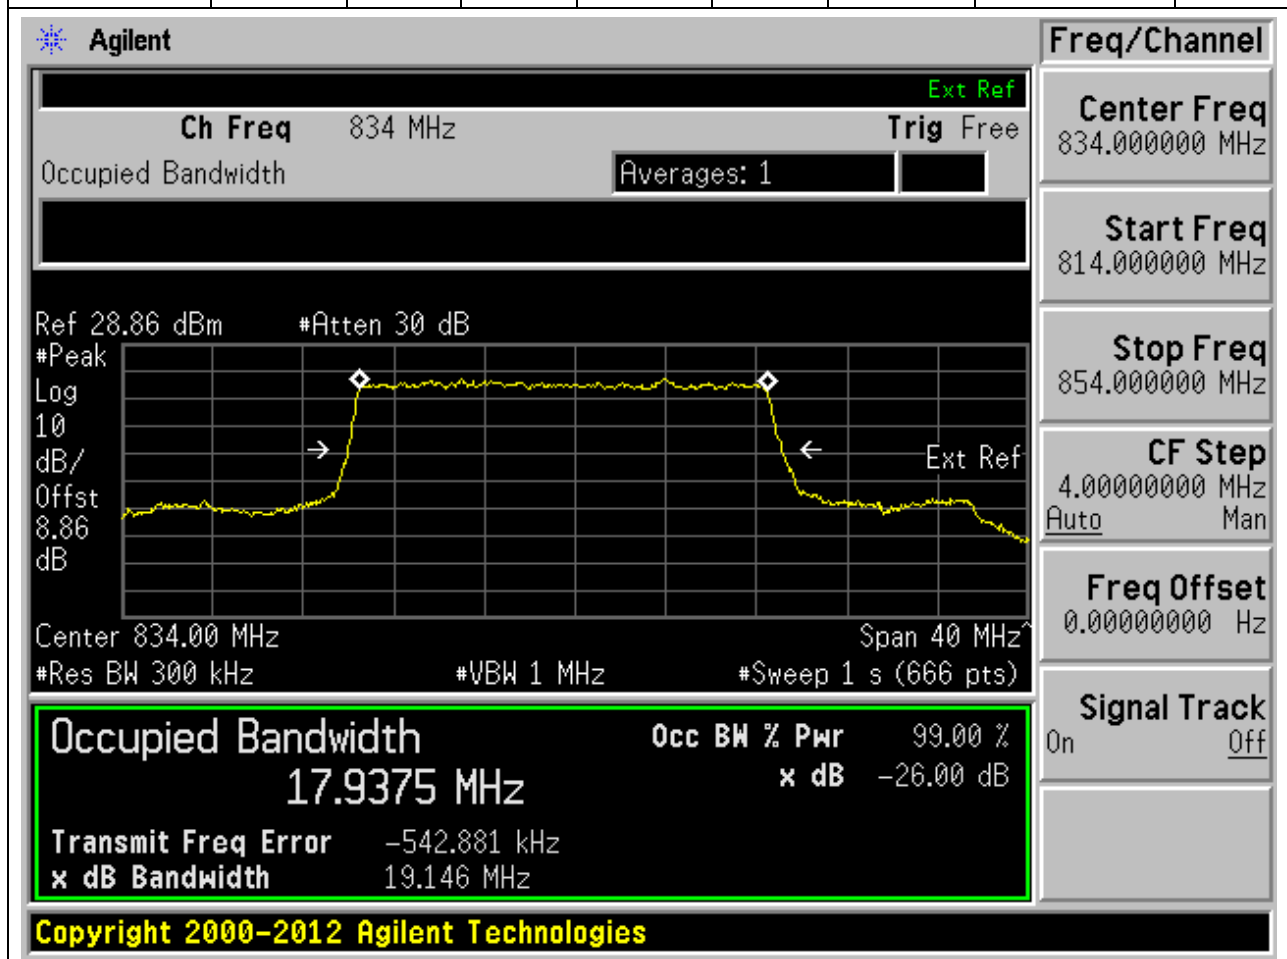 Agilent
Freq/Channel
Ext Ref
Ch Freq 834 MHz Trig Free
Occupied Bandwidth Averages: 1
Center Freq
834.000000 MHz
Start Freq
814.000000 MHz
Stop Freq
854.000000 MHz
CF Step
4.00000000 MHz
Auto Man
Freq Offset
0.00000000 Hz
Signal Track
On Off
Ref 28.86 dBm #Atten 30 dB
#Peak
Log
10
dB/
Offst
8.86
dB
Ext Ref
Center 834.00 MHz Span 40 MHz^
#Res BW 300 kHz #VBW 1 MHz #Sweep 1 s (666 pts)
Occupied Bandwidth
17.9375 MHz
Occ BW % Pwr 99.00 %
x dB -26.00 dB
Transmit Freq Error -542.881 kHz
x dB Bandwidth 19.146 MHz
Copyright 2000-2012 Agilent Technologies